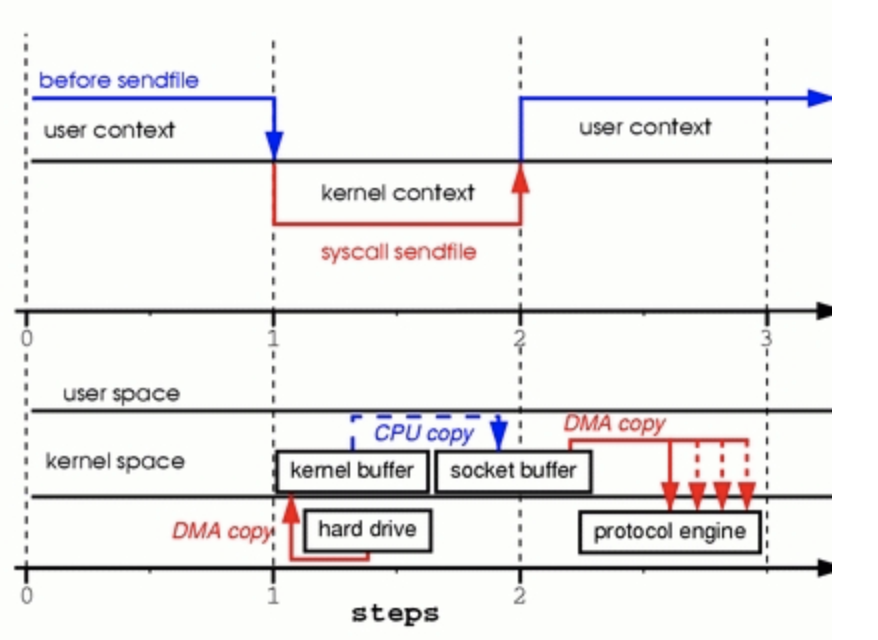 before sendfile
user context
user context
kernel context
syscall sendfile
0 1 2 3
user space
DMA copy
CPU copy
kernel space
kernel buffer
socket buffer
DMA copy
hard drive
protocol engine
0 1 2
steps